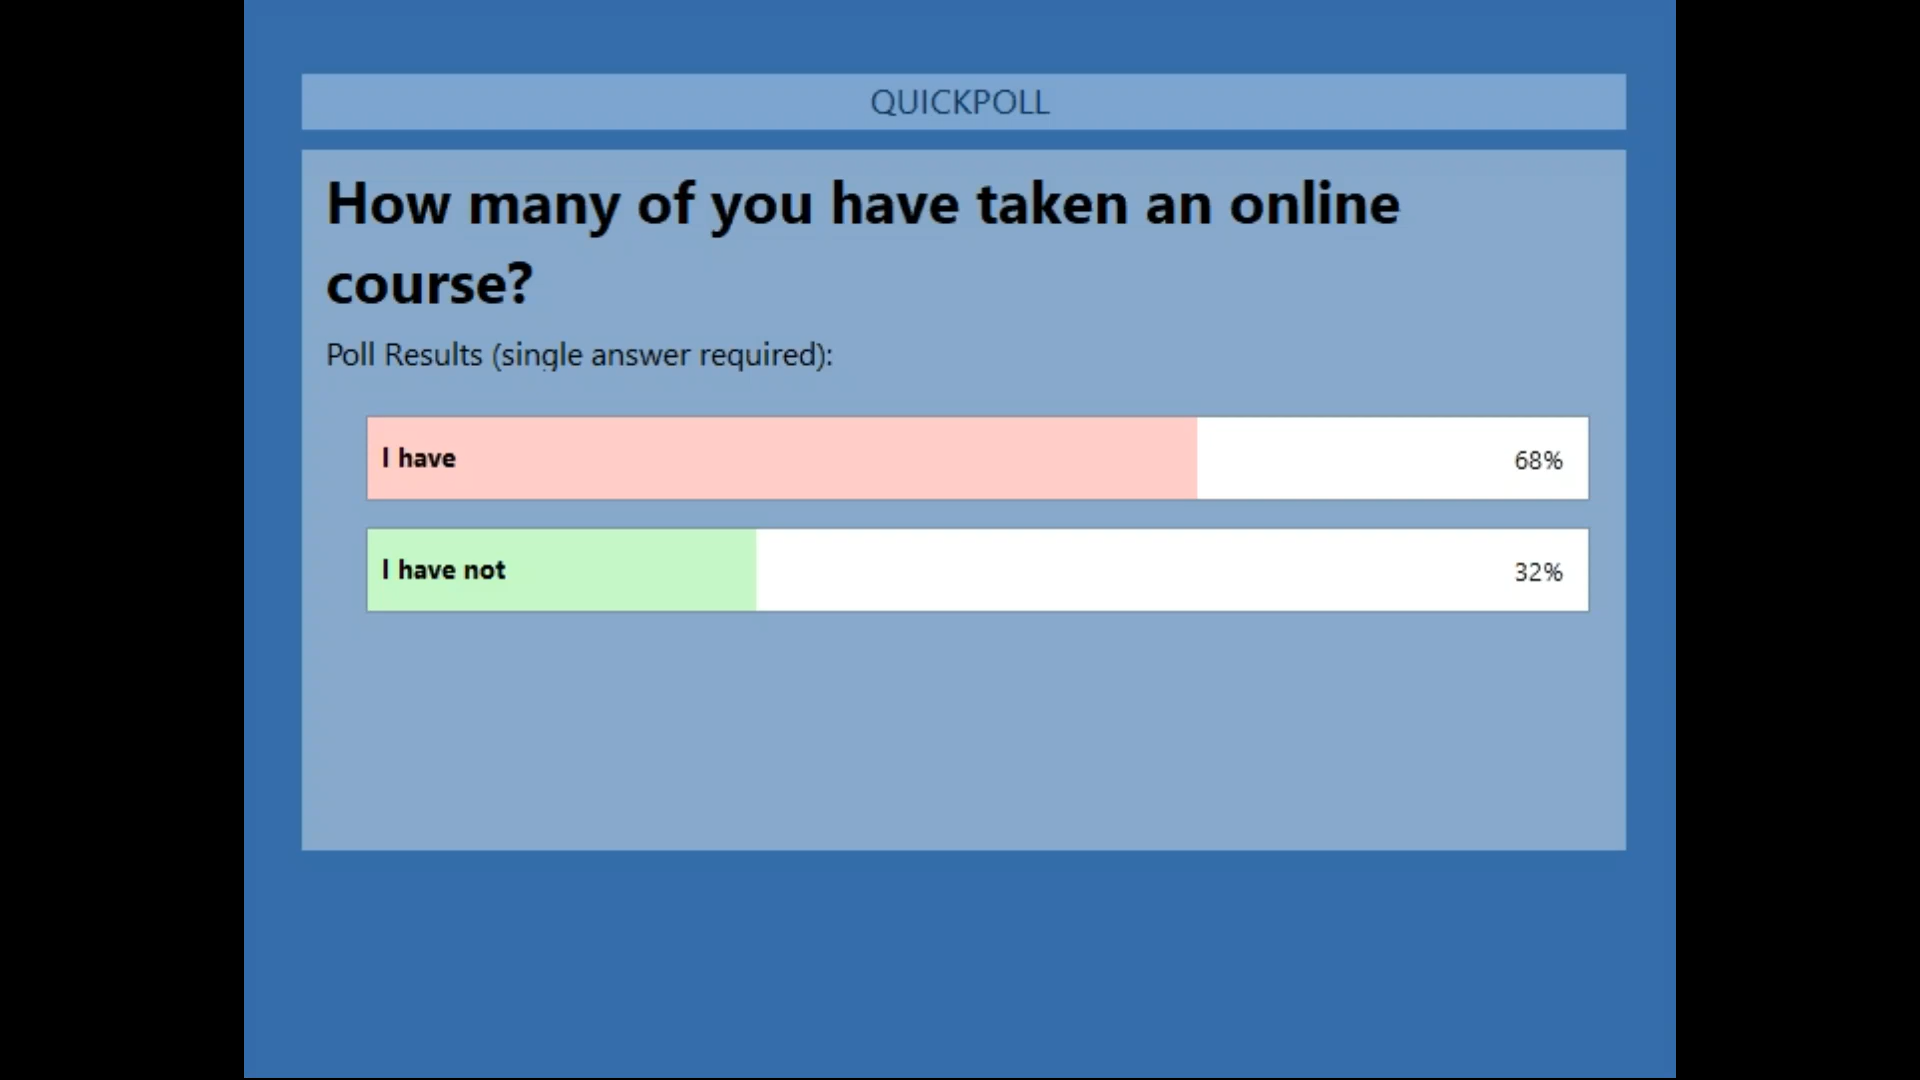 QUICKPOLL
How many of you have taken an online
course?
Poll Results (single answer required):
I have 68%
I have not 32%